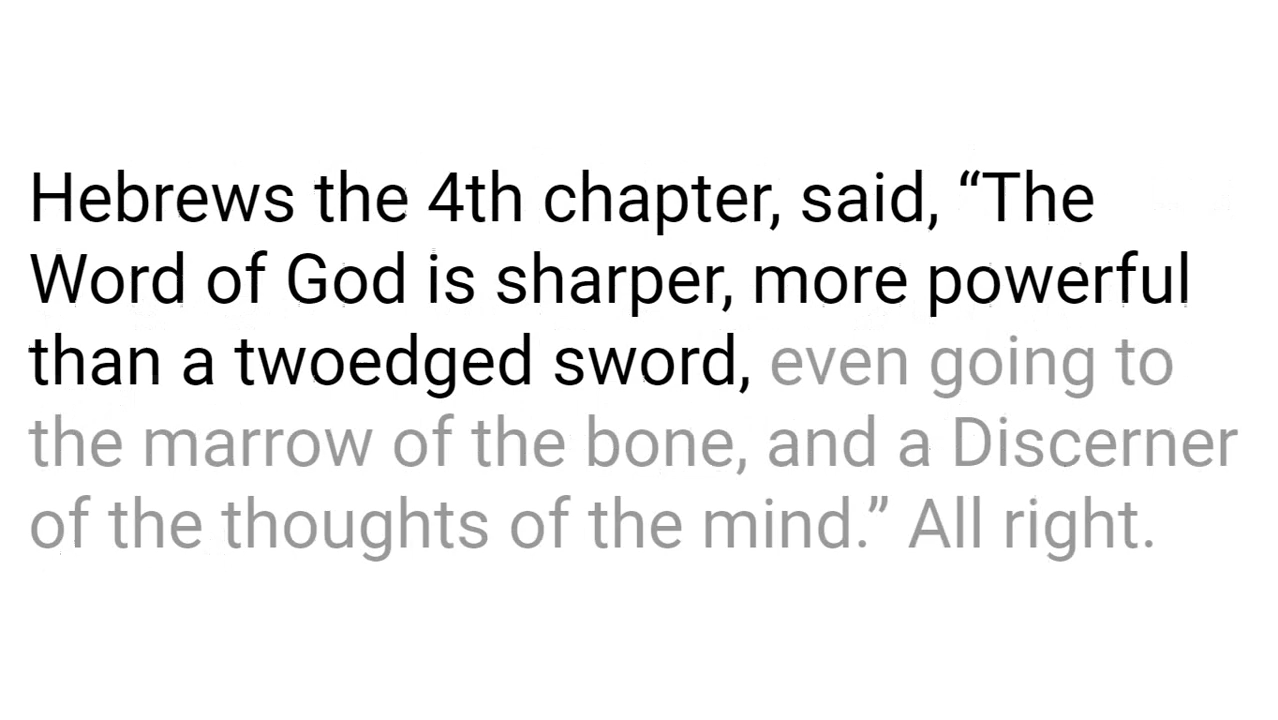 Hebrews the 4th chapter, said, “The
Word of God is sharper, more powerful
than a twoedged sword, even going to
the marrow of the bone, and a Discerner
of the thoughts of the mind.” All right.